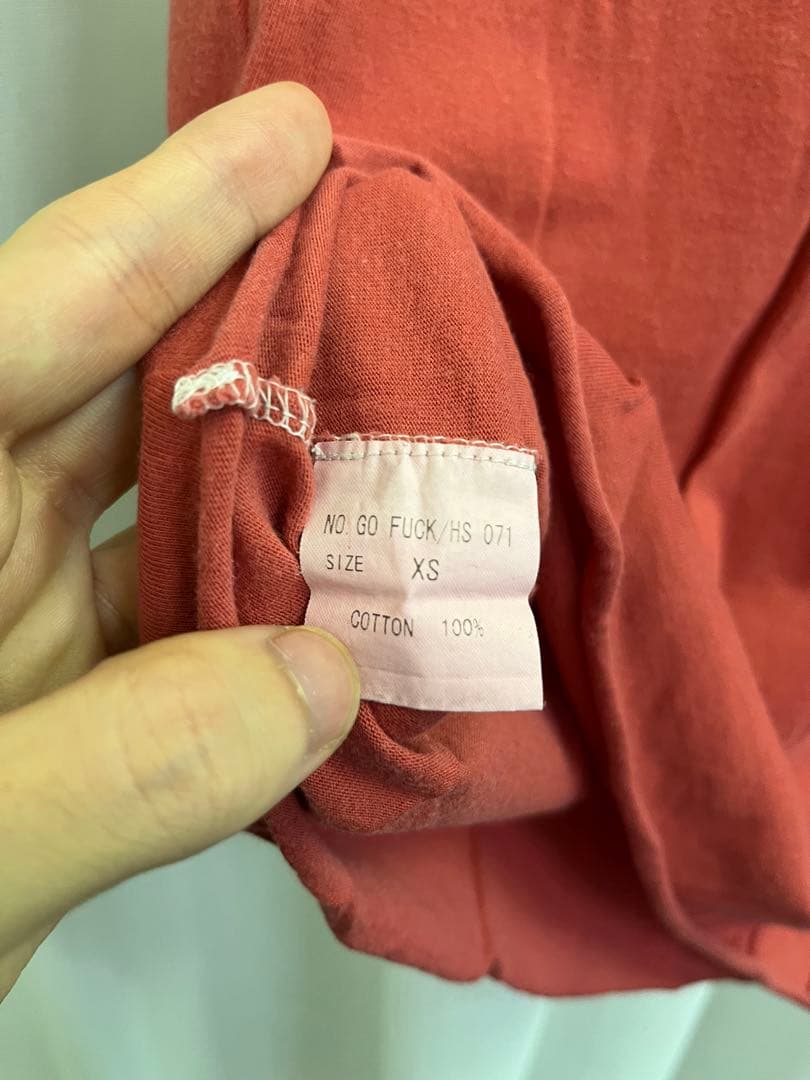 NO. GO FUCK/HS 071
SIZE XS
COTTON 100%